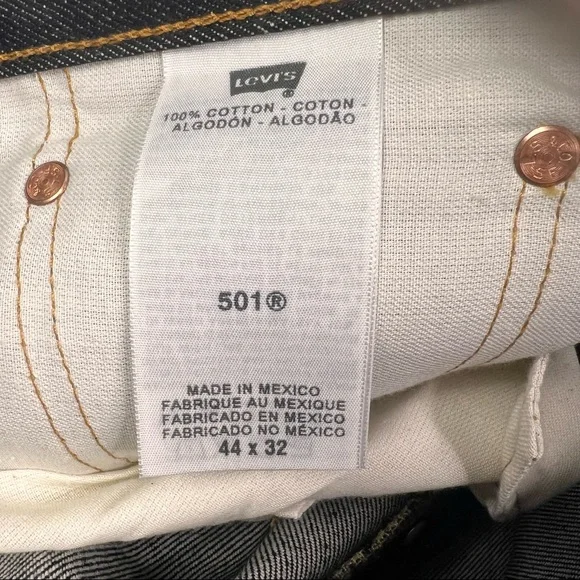 LEVI'S
®
100% COTTON - COTON -
ALGODÓN - ALGODÃO
501®
MADE IN MEXICO
FABRIQUE AU MEXIQUE
FABRICADO EN MEXICO
FABRICADO NO MÉXICO
44 x 32